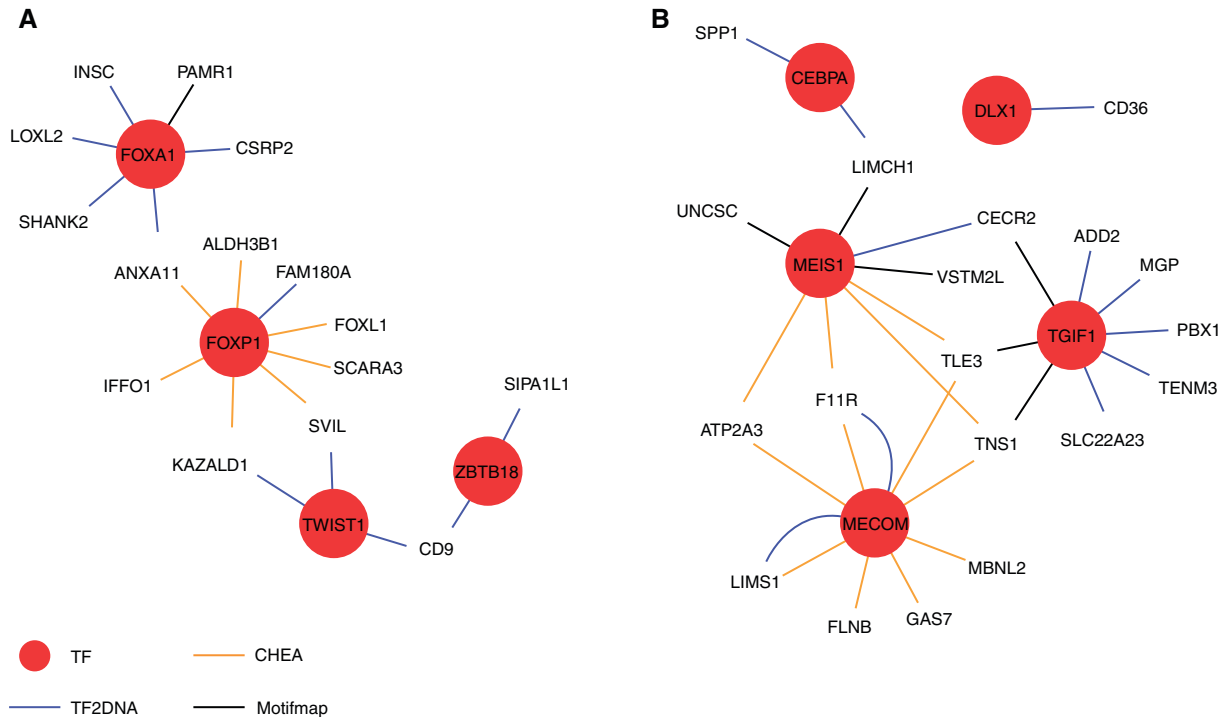 A
INSC
PAMR1
LOXL2
FOXA1
CSRP2
SHANK2
ALDH3B1
ANXA11
FAM180A
FOXP1
FOXL1
SCARA3
IFFO1
SIPA1L1
SVIL
KAZALD1
ZBTB18
TWIST1
CD9
TF
CHEA
TF2DNA
Motifmap
B
SPP1
CEBPA
DLX1
CD36
LIMCH1
UNCSC
CECR2
ADD2
MEIS1
VSTM2L
MGP
TGIF1
PBX1
TLE3
TENM3
F11R
ATP2A3
TNS1
SLC22A23
MECOM
LIMS1
MBNL2
FLNB
GAS7